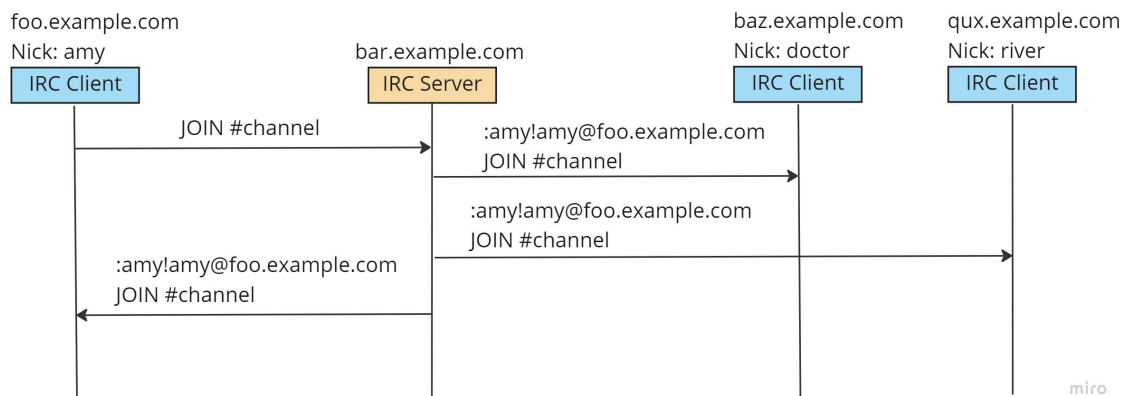 foo.example.com
Nick: amy
IRC Client
bar.example.com
IRC Server
baz.example.com
Nick: doctor
IRC Client
qux.example.com
Nick: river
IRC Client
JOIN #channel
:amy!amy@foo.example.com
JOIN #channel
:amy!amy@foo.example.com
JOIN #channel
:amy!amy@foo.example.com
JOIN #channel
miro